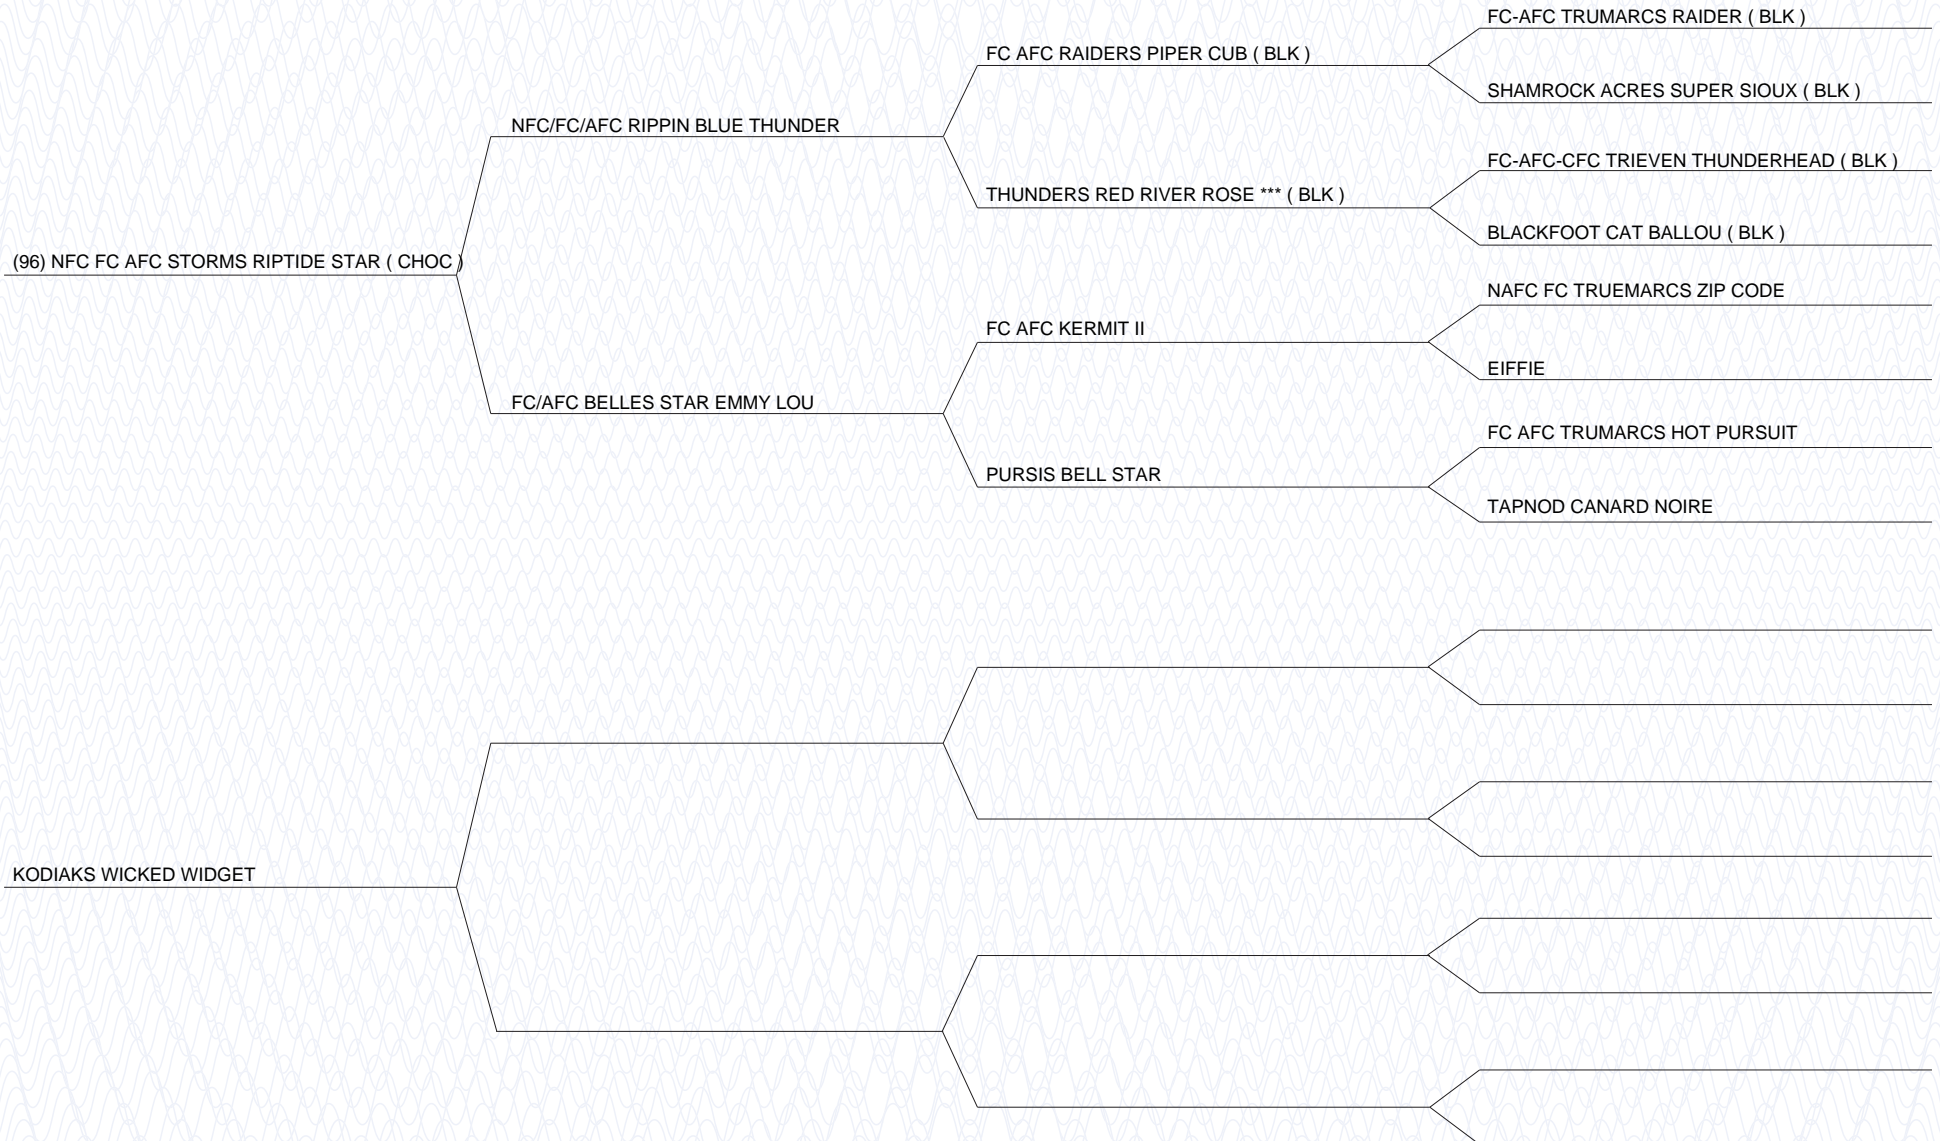 FC-AFC TRUMARCS RAIDER ( BLK )
FC AFC RAIDERS PIPER CUB ( BLK )
SHAMROCK ACRES SUPER SIOUX ( BLK )
NFC/FC/AFC RIPPIN BLUE THUNDER
FC-AFC-CFC TRIEVEN THUNDERHEAD ( BLK )
THUNDERS RED RIVER ROSE *** ( BLK )
BLACKFOOT CAT BALLOU ( BLK )
(96) NFC FC AFC STORMS RIPTIDE STAR ( CHOC )
NAFC FC TRUEMARCS ZIP CODE
FC AFC KERMIT II
EIFFIE
FC/AFC BELLES STAR EMMY LOU
FC AFC TRUMARCS HOT PURSUIT
PURSIS BELL STAR
TAPNOD CANARD NOIRE
KODIAKS WICKED WIDGET